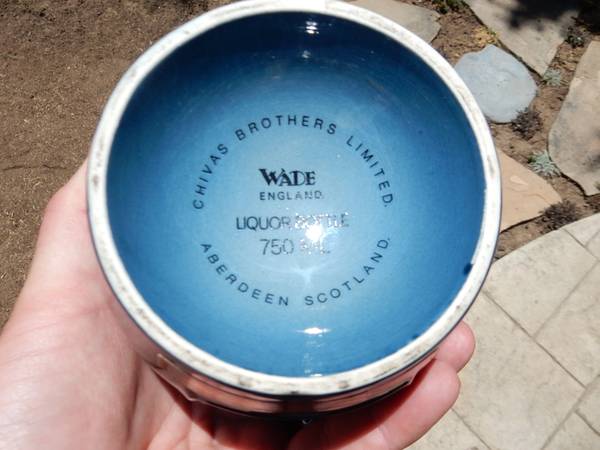 CHIVAS BROTHERS LIMITED.
WADE
ENGLAND.
LIQUOR BOTTLE
750 ML
ABERDEEN SCOTLAND.